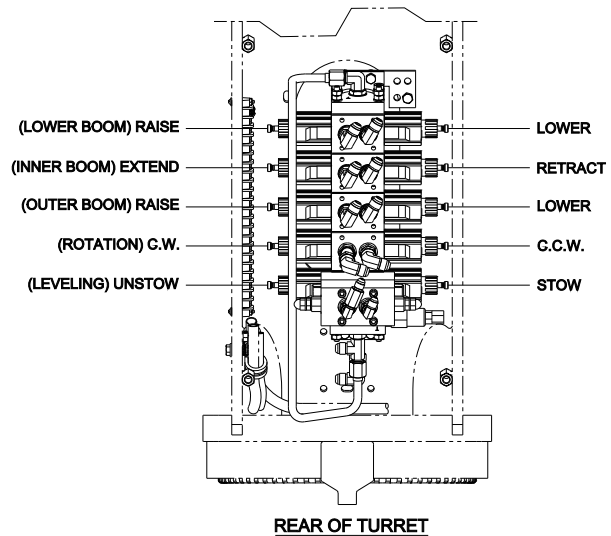 (LOWER BOOM) RAISE LOWER
(INNER BOOM) EXTEND RETRACT
(OUTER BOOM) RAISE LOWER
(ROTATION) C.W. G.C.W.
(LEVELING) UNSTOW STOW
REAR OF TURRET